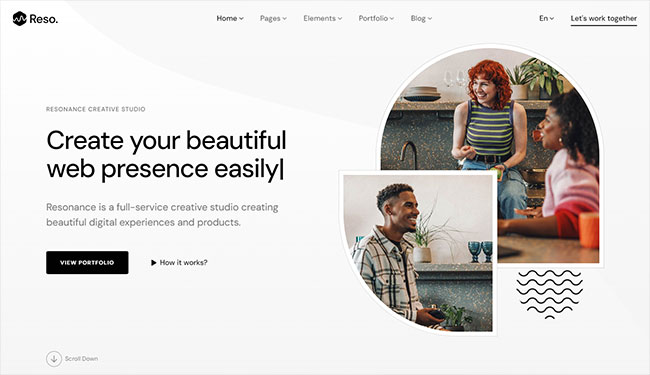 Reso.
Home Pages Elements Portfolio Blog
En Let's work together
RESONANCE CREATIVE STUDIO
Create your beautiful
web presence easily|
Resonance is a full-service creative studio creating
beautiful digital experiences and products.
VIEW PORTFOLIO How it works?
Scroll Down